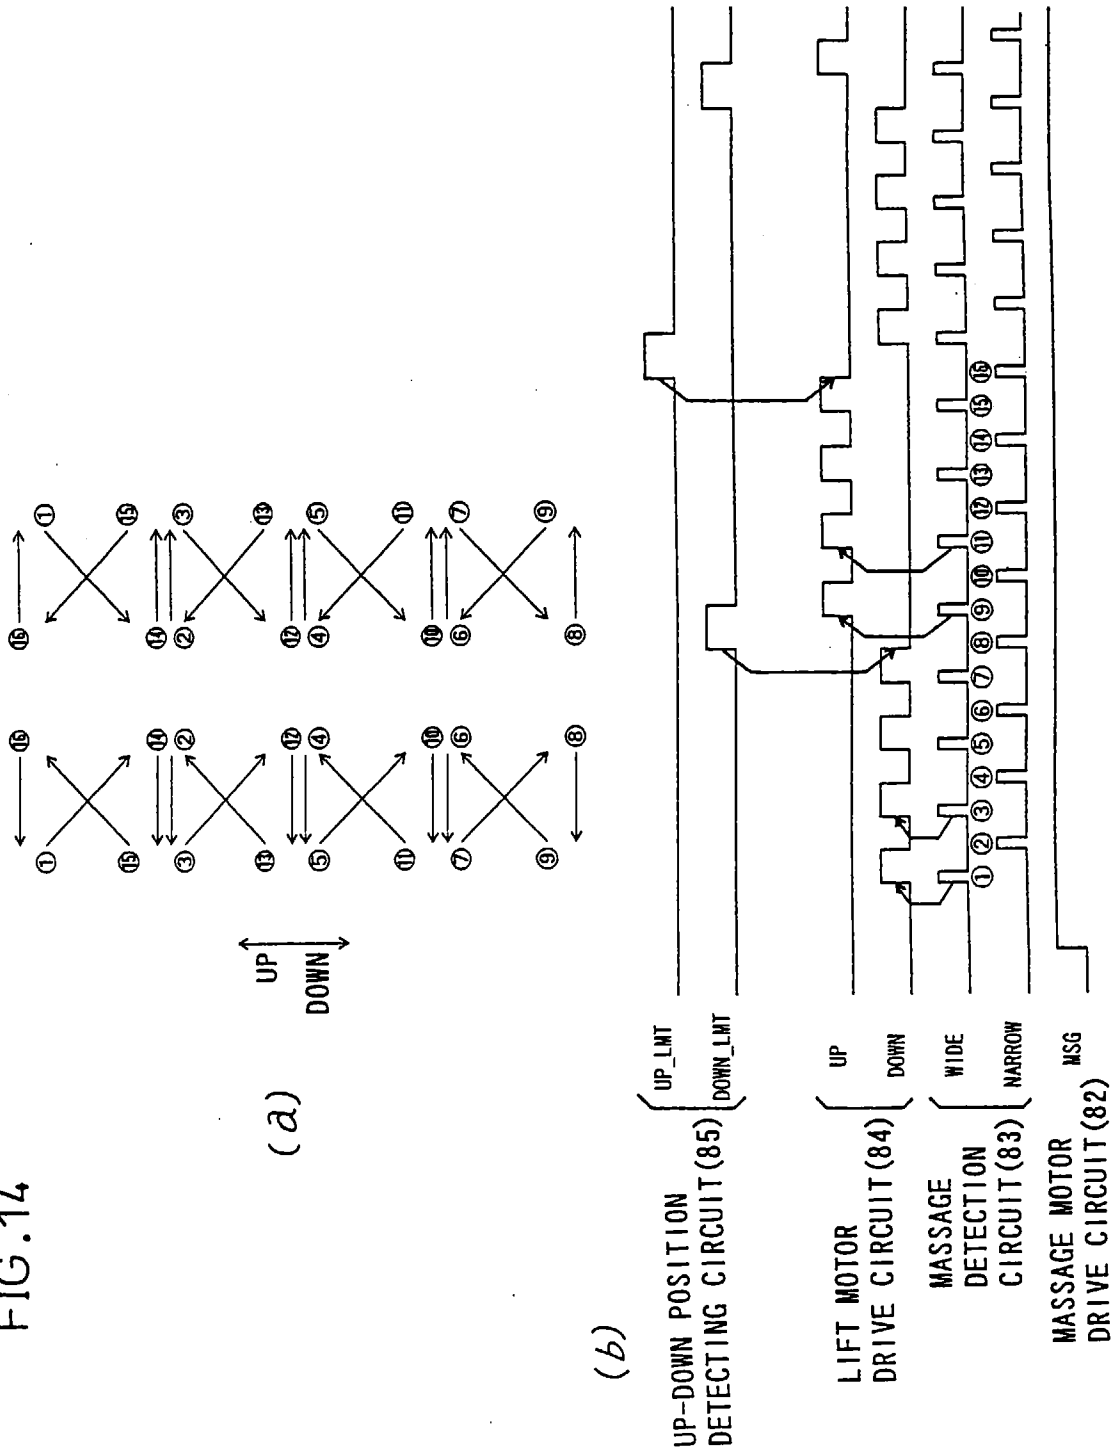 FIG.14
(a)
UP
DOWN
⑯ ⑯
① ①
⑮ ⑮
⑭ ⑭
③ ② ② ③
⑬ ⑬
⑫ ⑫
⑤ ④ ④ ⑤
⑪ ⑪
⑩ ⑩
⑦ ⑥ ⑥ ⑦
⑨ ⑨
⑧ ⑧
(b)
UP-DOWN POSITION
DETECTING CIRCUIT(85)
UP_LMT
DOWN_LMT
LIFT MOTOR
DRIVE CIRCUIT(84)
UP
DOWN
MASSAGE
DETECTION
CIRCUIT(83)
WIDE
NARROW
① ② ③ ④ ⑤ ⑥ ⑦ ⑧ ⑨ ⑩ ⑪ ⑫ ⑬ ⑭ ⑮ ⑯
MASSAGE MOTOR
DRIVE CIRCUIT(82)
MSG